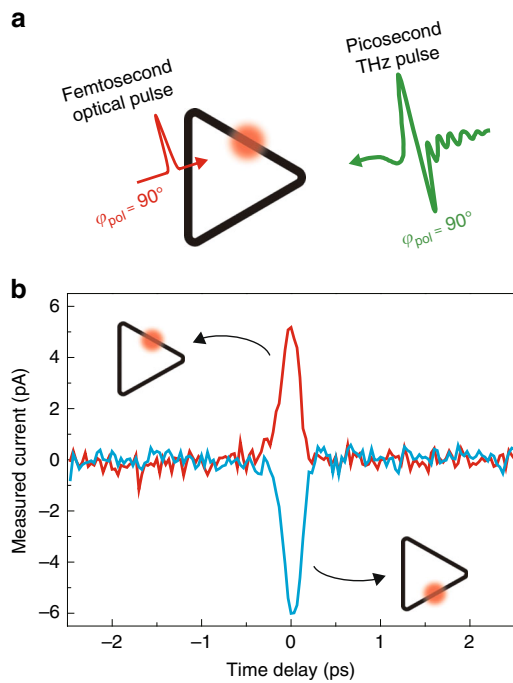 a
Femtosecond
optical pulse
φpol = 90°
Picosecond
THz pulse
φpol = 90°
b
6
4
2
0
−2
−4
−6
Measured current (pA)
−2
−1
0
1
2
Time delay (ps)